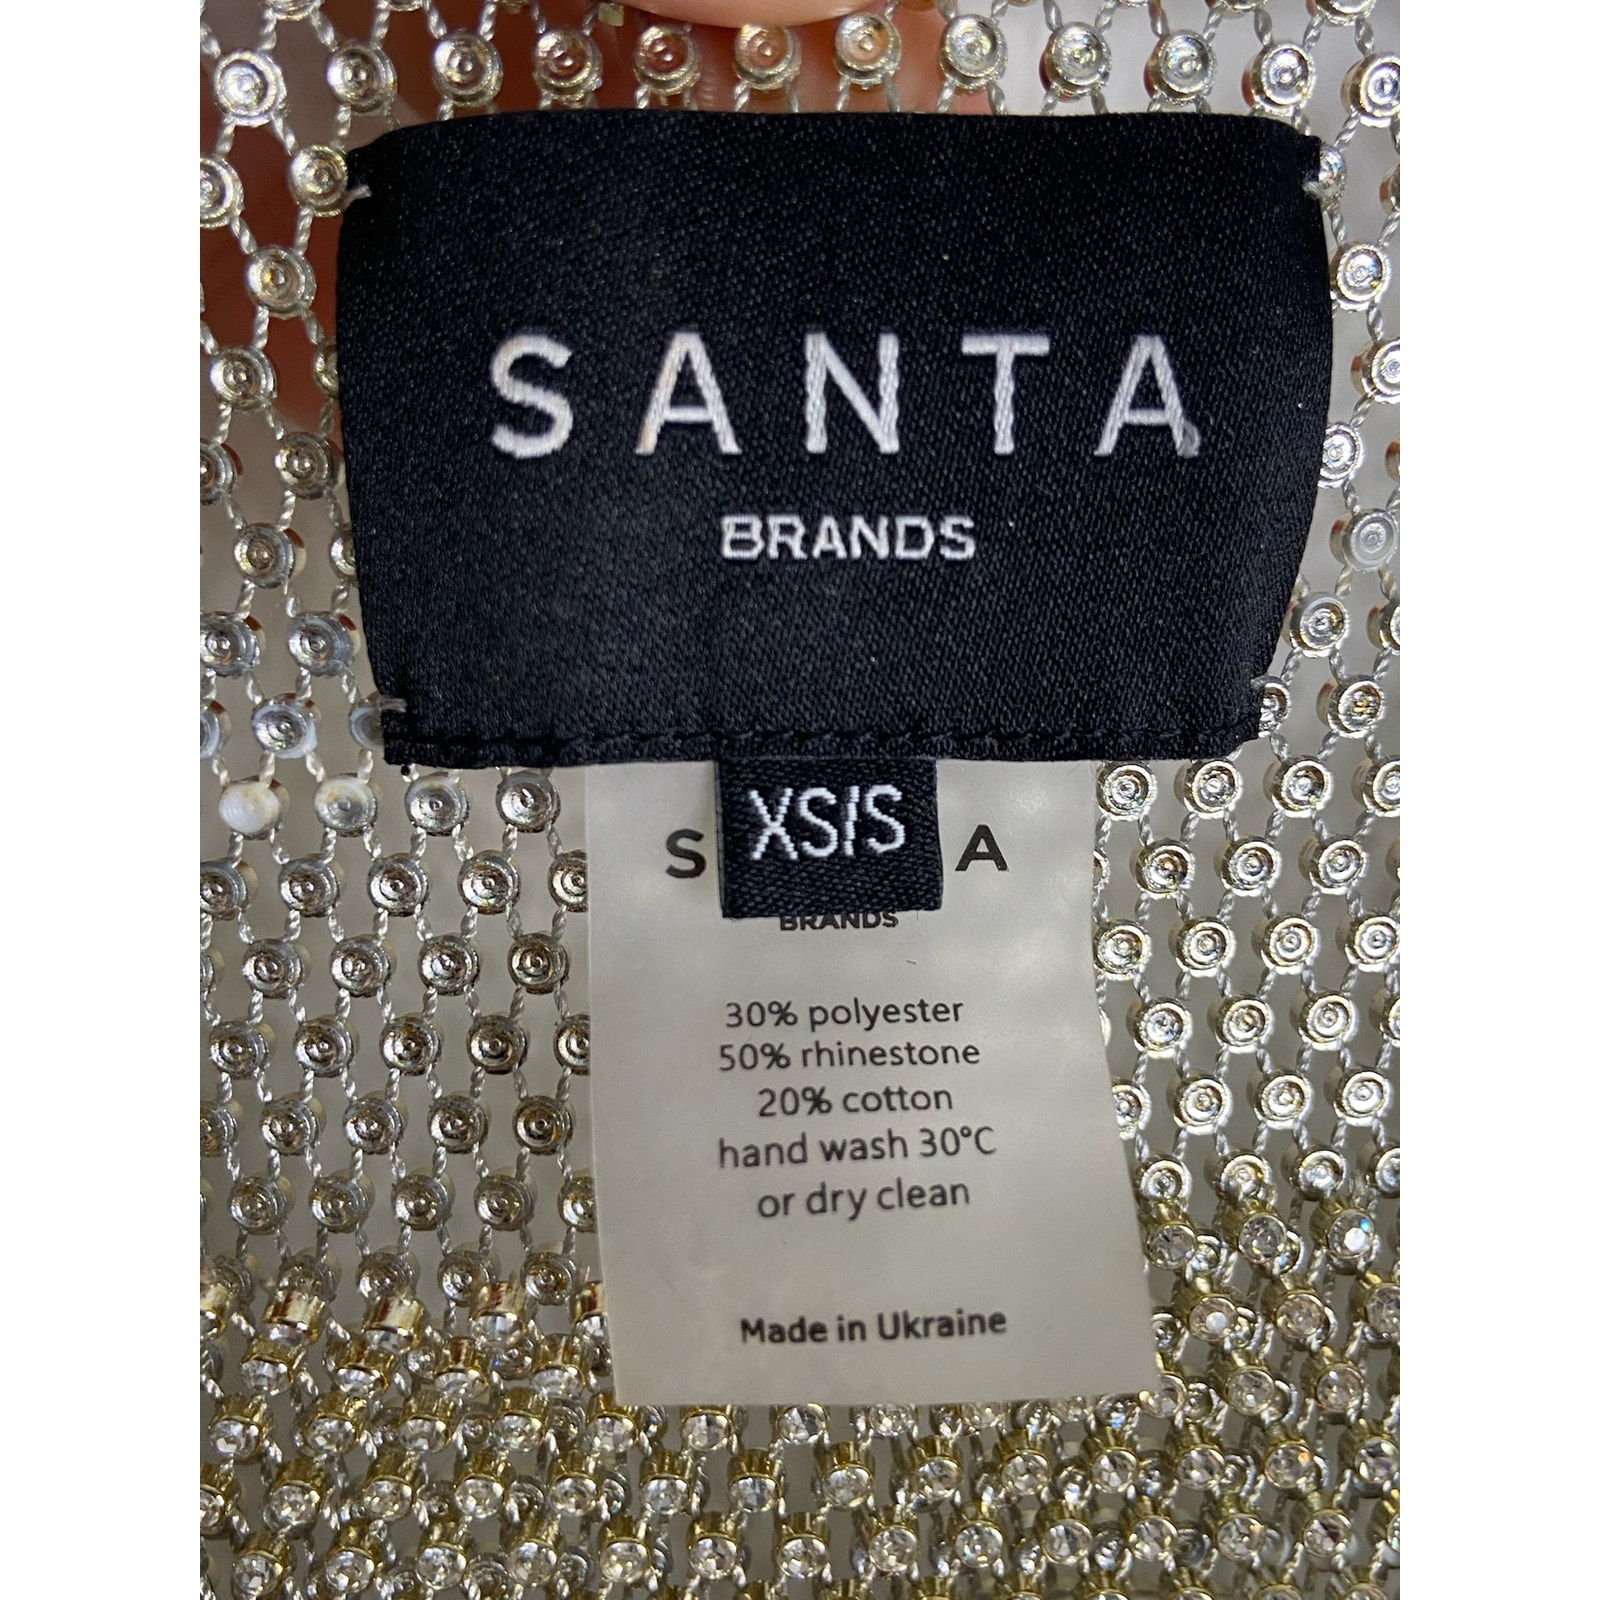 SANTA
BRANDS
XS/S
S A
BRANDS
30% polyester
50% rhinestone
20% cotton
hand wash 30°C
or dry clean
Made in Ukraine